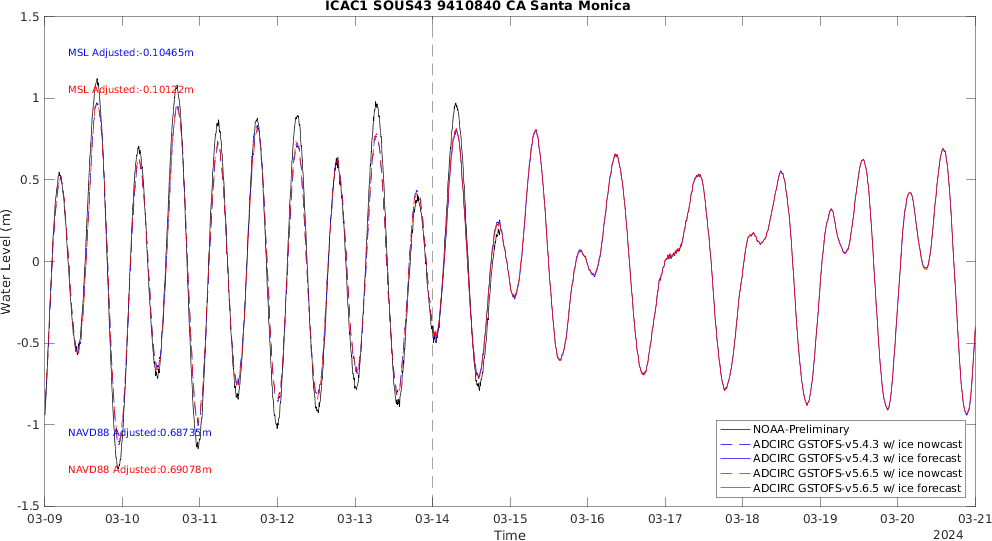 ICAC1 SOUS43 9410840 CA Santa Monica
1.5
MSL Adjusted:-0.10465m
MSL Adjusted:-0.10122m
1
0.5
Water Level (m)
0
-0.5
-1
NAVD88 Adjusted:0.68735m
NAVD88 Adjusted:0.69078m
-1.5
NOAA-Preliminary
ADCIRC GSTOFS-v5.4.3 w/ ice nowcast
ADCIRC GSTOFS-v5.4.3 w/ ice forecast
ADCIRC GSTOFS-v5.6.5 w/ ice nowcast
ADCIRC GSTOFS-v5.6.5 w/ ice forecast
03-09 03-10 03-11 03-12 03-13 03-14 03-15 03-16 03-17 03-18 03-19 03-20 03-21
Time
2024